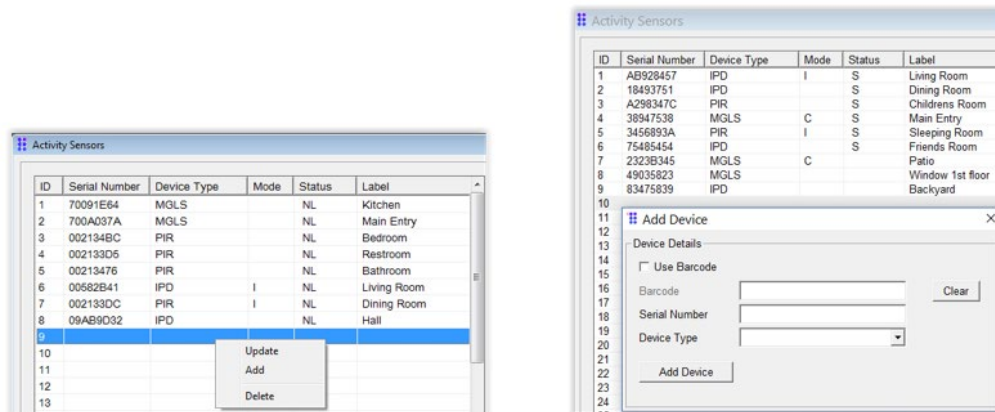 Activity Sensors
ID Serial Number Device Type Mode Status Label
1 70091E64 MGLS NL Kitchen
2 700A037A MGLS NL Main Entry
3 002134BC PIR NL Bedroom
4 002133D5 PIR NL Restroom
5 00213476 PIR NL Bathroom
6 00582B41 IPD I NL Living Room
7 002133DC PIR I NL Dining Room
8 09AB9D32 IPD NL Hall
9
10
11
12
13
Update
Add
Delete
Activity Sensors
ID Serial Number Device Type Mode Status Label
1 AB928457 IPD I S Living Room
2 18493751 IPD S Dining Room
3 A298347C PIR S Childrens Room
4 38947538 MGLS C S Main Entry
5 3456893A PIR I S Sleeping Room
6 75485454 IPD S Friends Room
7 2323B345 MGLS C Patio
8 49035823 MGLS Window 1st floor
9 83475839 IPD Backyard
10
11
12
13
14
15
16
17
18
19
20
21
22
23
24
Add Device
Device Details
Use Barcode
Barcode
Clear
Serial Number
Device Type
Add Device